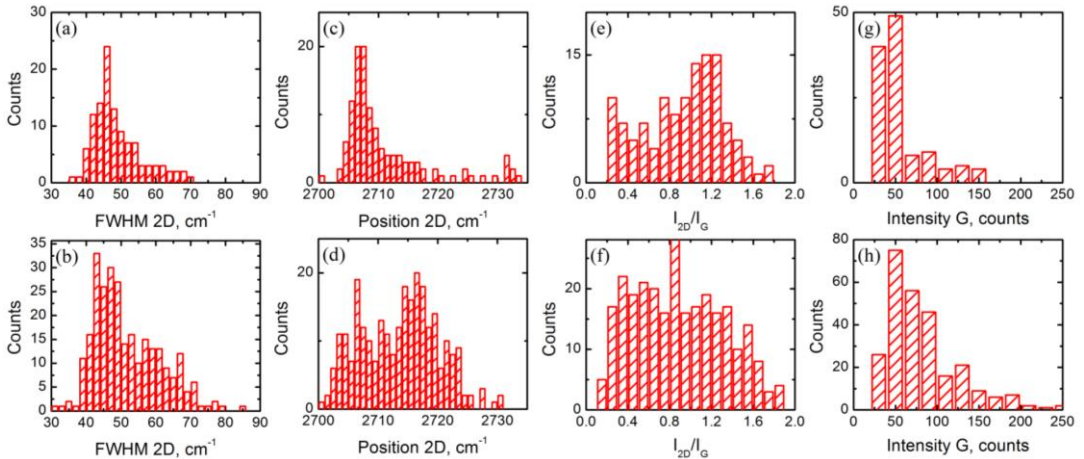 (a)
Counts
30
20
10
0
30 40 50 60 70 80 90
FWHM 2D, cm-1
(c)
Counts
20
10
0
2700 2710 2720 2730
Position 2D, cm-1
(e)
Counts
15
0
0.0 0.4 0.8 1.2 1.6 2.0
I2D/IG
(g)
Counts
50
0
0 50 100 150 200 250
Intensity G, counts
(b)
Counts
35
30
25
20
15
10
5
0
30 40 50 60 70 80 90
FWHM 2D, cm-1
(d)
Counts
20
0
2700 2710 2720 2730
Position 2D, cm-1
(f)
Counts
20
10
0
0.0 0.4 0.8 1.2 1.6 2.0
I2D/IG
(h)
Counts
80
60
40
20
0
0 50 100 150 200 250
Intensity G, counts